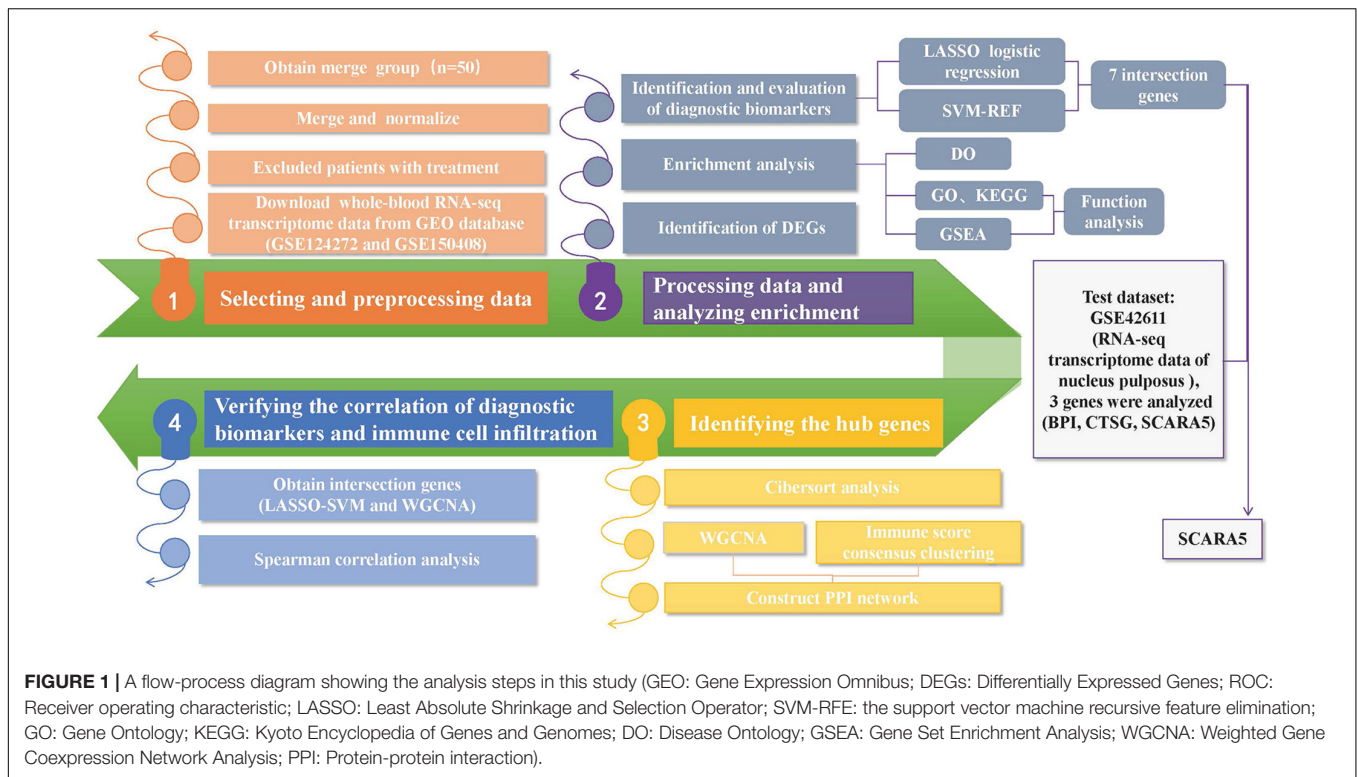 Obtain merge group (n=50)
Merge and normalize
Excluded patients with treatment
Download whole-blood RNA-seq
transcriptome data from GEO database
(GSE124272 and GSE150408)
1
Selecting and preprocessing data
Identification and evaluation
of diagnostic biomarkers
LASSO logistic
regression
SVM-REF
7 intersection
genes
Enrichment analysis
DO
GO、KEGG
GSEA
Function
analysis
Identification of DEGs
2
Processing data and
analyzing enrichment
Test dataset:
GSE42611
(RNA-seq
transcriptome data of
nucleus pulposus ),
3 genes were analyzed
(BPI, CTSG, SCARA5)
SCARA5
3
Identifying the hub genes
Cibersort analysis
WGCNA
Immune score
consensus clustering
Construct PPI network
4
Verifying the correlation of diagnostic
biomarkers and immune cell infiltration
Obtain intersection genes
(LASSO-SVM and WGCNA)
Spearman correlation analysis
FIGURE 1 | A flow-process diagram showing the analysis steps in this study (GEO: Gene Expression Omnibus; DEGs: Differentially Expressed Genes; ROC:
Receiver operating characteristic; LASSO: Least Absolute Shrinkage and Selection Operator; SVM-RFE: the support vector machine recursive feature elimination;
GO: Gene Ontology; KEGG: Kyoto Encyclopedia of Genes and Genomes; DO: Disease Ontology; GSEA: Gene Set Enrichment Analysis; WGCNA: Weighted Gene
Coexpression Network Analysis; PPI: Protein-protein interaction).